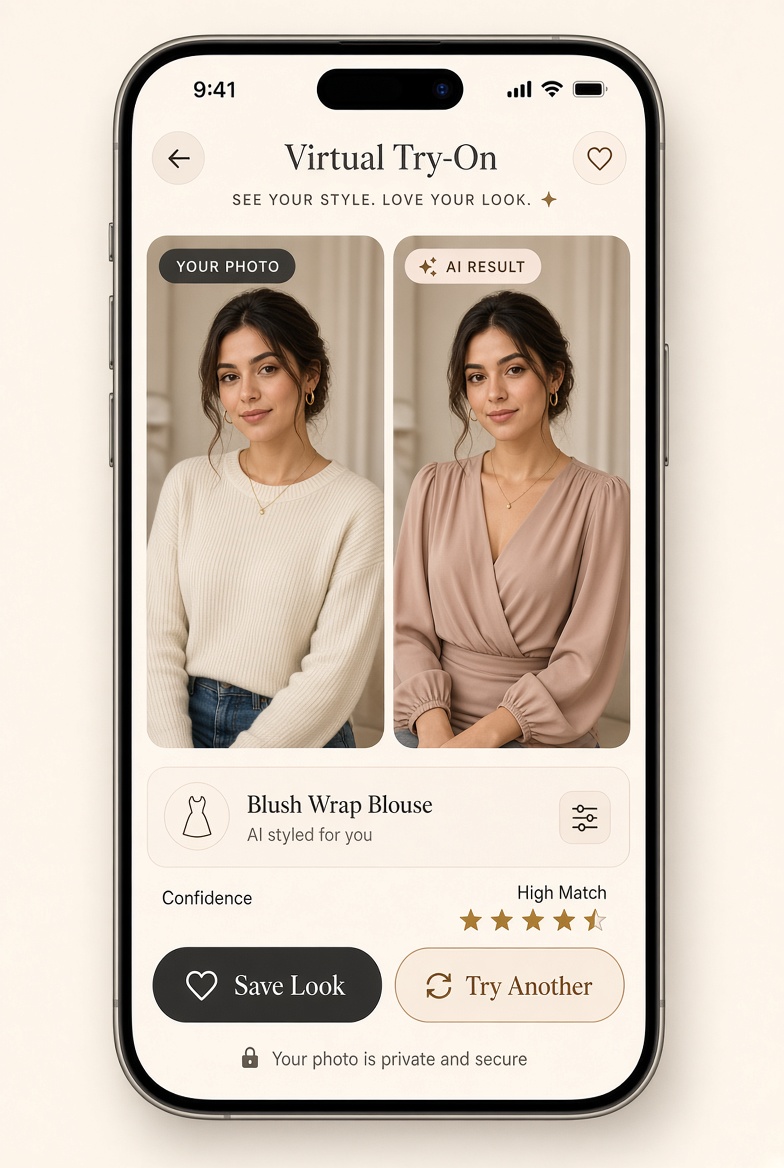 9:41
Virtual Try-On
SEE YOUR STYLE. LOVE YOUR LOOK.
YOUR PHOTO
AI RESULT
Blush Wrap Blouse
AI styled for you
Confidence
High Match
Save Look
Try Another
Your photo is private and secure